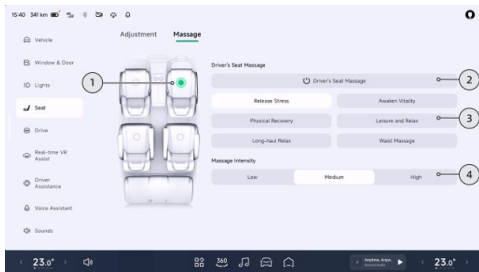 15:40 341 km
Adjustment Massage
Vehicle
Window & Door
Lights
Seat
Drive
Real-time VR
Assist
Driver
Assistance
Voice Assistant
Sounds
1
Driver's Seat Massage
Driver's Seat Massage
2
Release Stress Awaken Vitality
Physical Recovery Leisure and Relax
3
Long-haul Relax Waist Massage
Massage Intensity
Low Medium High
4
23.0° 360 23.0°